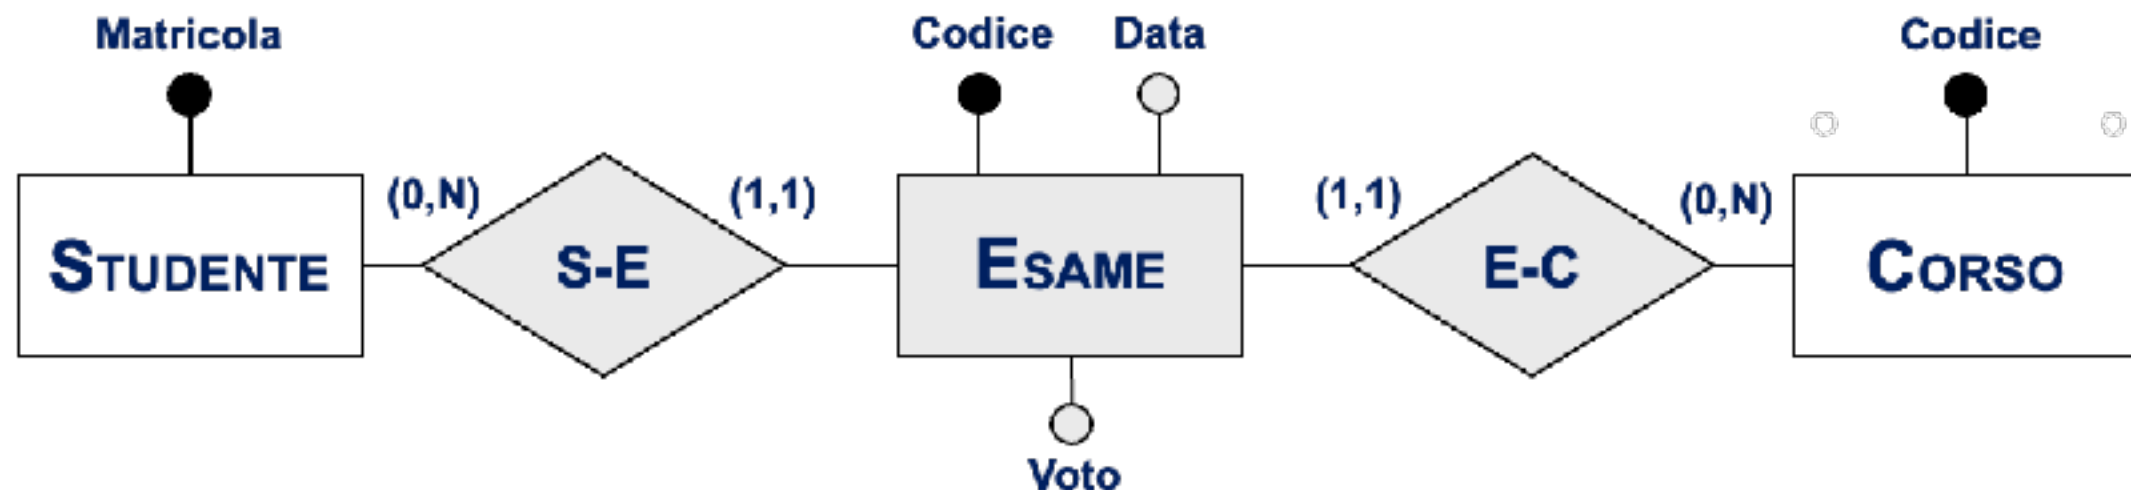 Matricola
Codice Data
Codice
(0,N)
(1,1)
(1,1)
(0,N)
STUDENTE
S-E
ESAME
E-C
CORSO
Voto